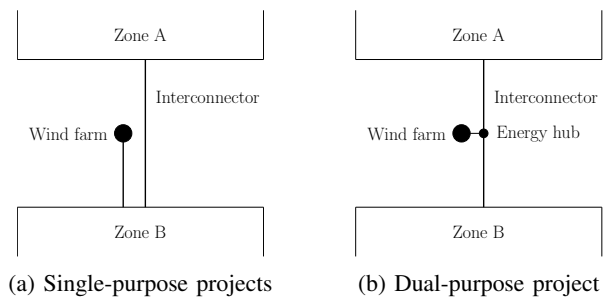 Zone A
Interconnector
Wind farm
Zone B
(a) Single-purpose projects
Zone A
Interconnector
Wind farm
Energy hub
Zone B
(b) Dual-purpose project